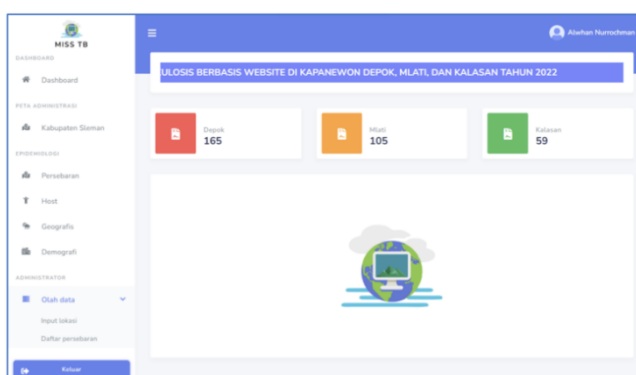 MISS TB
DASHBOARD
Dashboard
PETA ADMINISTRASI
Kabupaten Sleman
EPIDEMIOLOGI
Persebaran
Host
Geografis
Demografi
ADMINISTRATOR
Olah data
Input lokasi
Daftar persebaran
Keluar
Alwhan Nurrochman
ULOSIS BERBASIS WEBSITE DI KAPANEWON DEPOK, MLATI, DAN KALASAN TAHUN 2022
Depok
165
Mlati
105
Kalasan
59